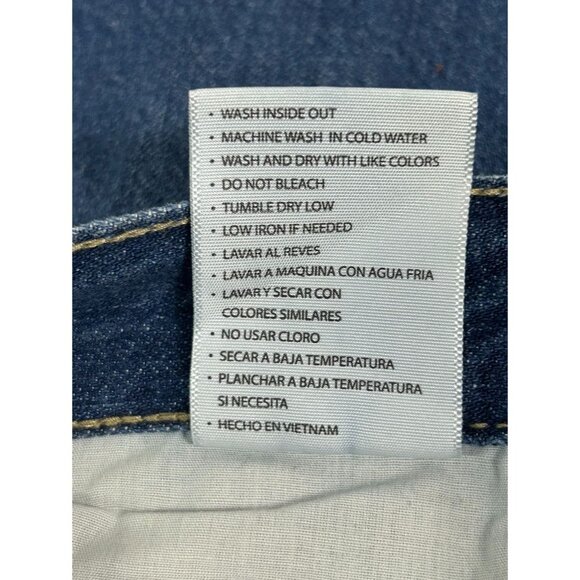 • WASH INSIDE OUT
• MACHINE WASH IN COLD WATER
• WASH AND DRY WITH LIKE COLORS
• DO NOT BLEACH
• TUMBLE DRY LOW
• LOW IRON IF NEEDED
• LAVAR AL REVES
• LAVAR A MAQUINA CON AGUA FRIA
• LAVAR Y SECAR CON
COLORES SIMILARES
• NO USAR CLORO
• SECAR A BAJA TEMPERATURA
• PLANCHAR A BAJA TEMPERATURA
SI NECESITA
• HECHO EN VIETNAM